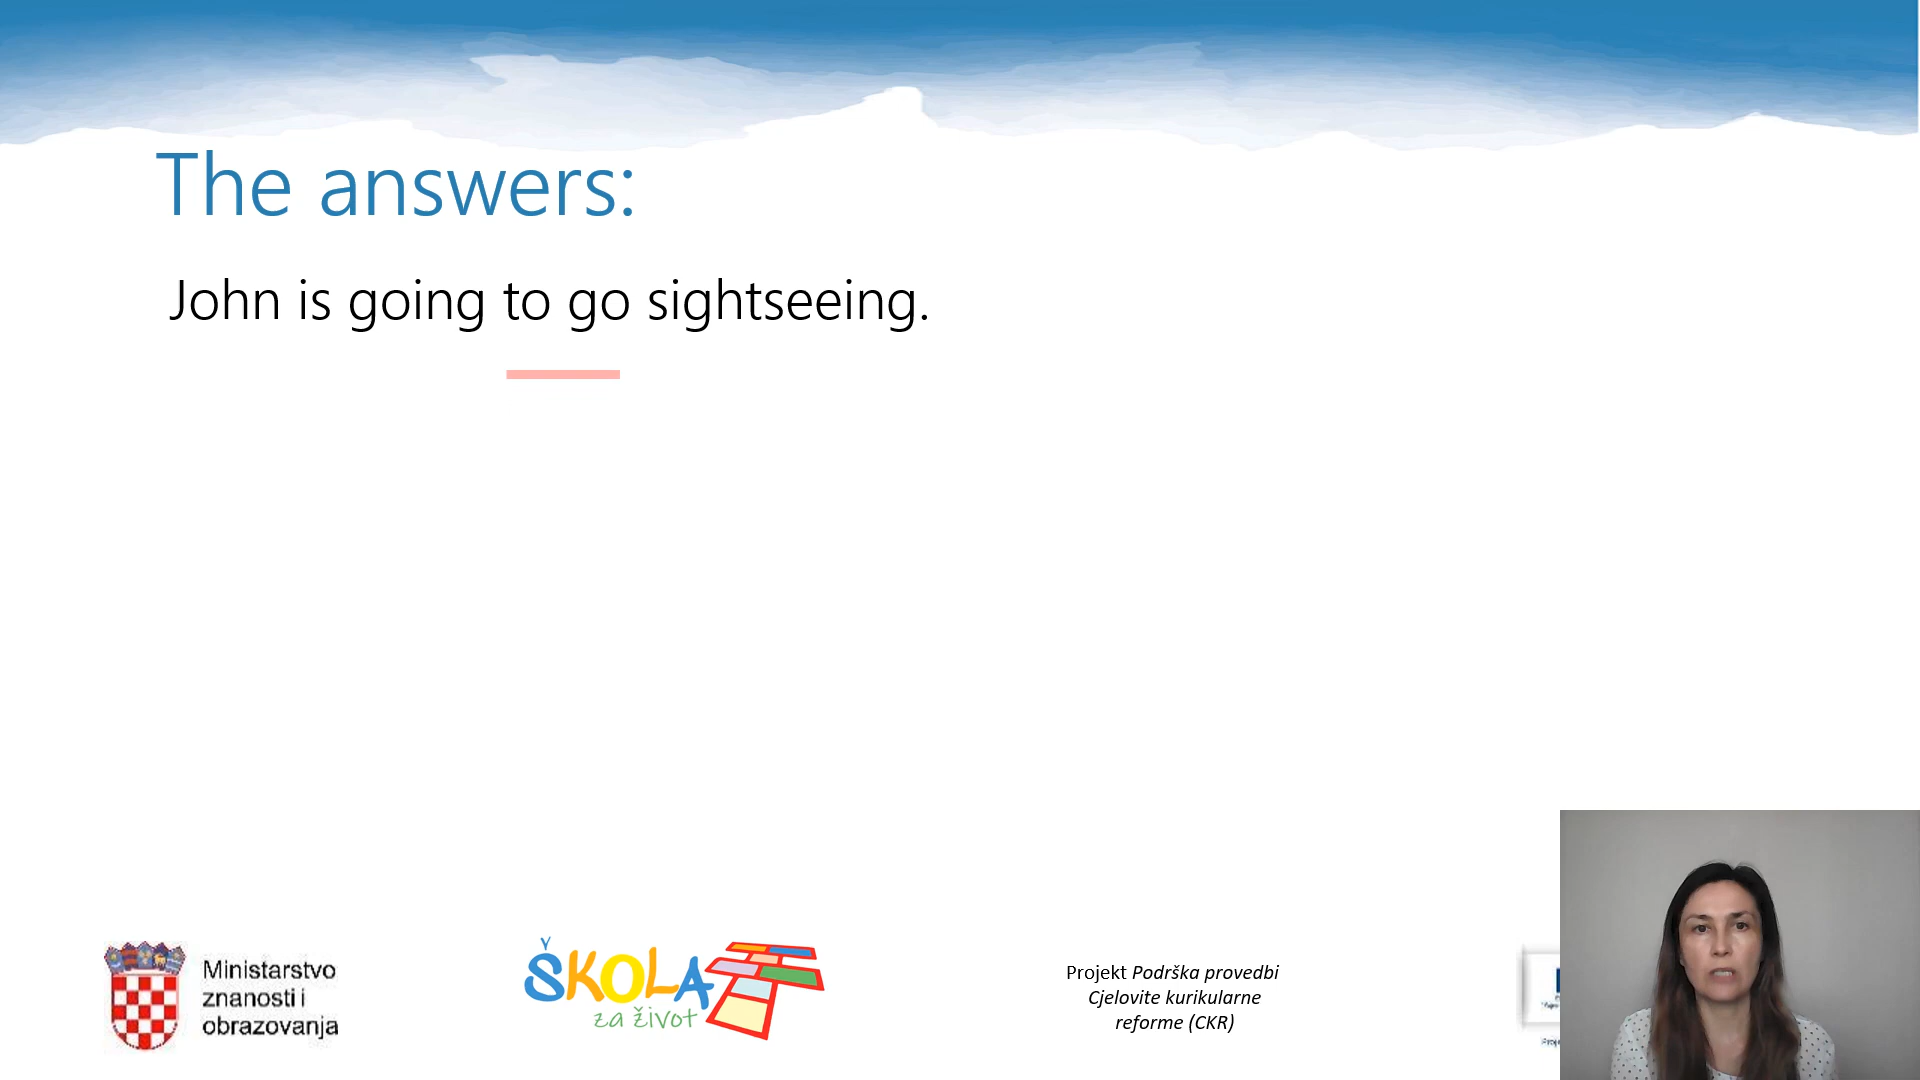 The answers:
John is going to go sightseeing.
Ministarstvo
znanosti i
obrazovanja
ŠKOLA
za život
Projekt Podrška provedbi
Cjelovite kurikularne
reforme (CKR)